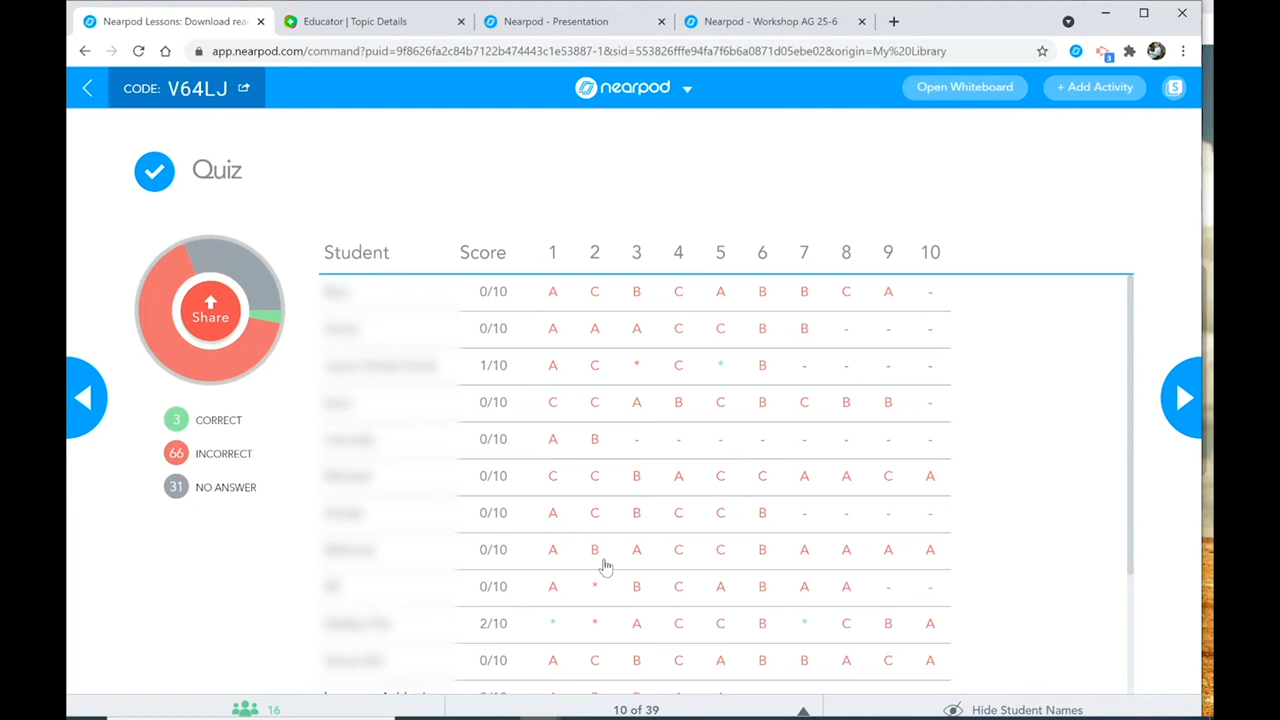 Nearpod Lessons: Download rea
Educator | Topic Details
Nearpod - Presentation
Nearpod - Workshops AG 25-6
app.nearpod.com/command?puid=9f8626fa2c84b7122b474443c1e53887-1&sid=553826fffe94fa7f6b6a0871d05ebe02&origin=My%20Library
3
CODE: V64LJ
nearpod
Open Whiteboard
+ Add Activity
S
Quiz
Share
3 CORRECT
66 INCORRECT
31 NO ANSWER
Student Score 1 2 3 4 5 6 7 8 9 10
0/10 A C B C A B B C A -
0/10 A A A C C B B - - -
1/10 A C * C * B - - - -
0/10 C C A B C B C B B -
0/10 A B - - - - - - - -
0/10 C C B A C C A A C A
0/10 A C B C C B - - - -
0/10 A B A C C B A A A A
0/10 A * B C A B A A - -
2/10 * * A C C B * C B A
0/10 A C B C A B B A C A
16
10 of 39
Hide Student Names